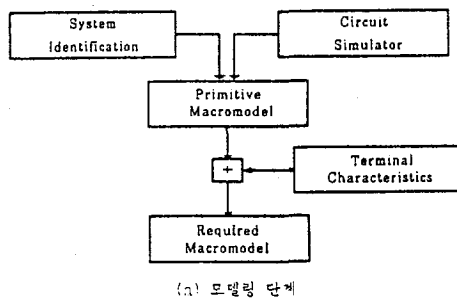 System
Identification
Circuit
Simulator
Primitive
Macromodel
+
Terminal
Characteristics
Required
Macromodel
(a) 모델링 단계